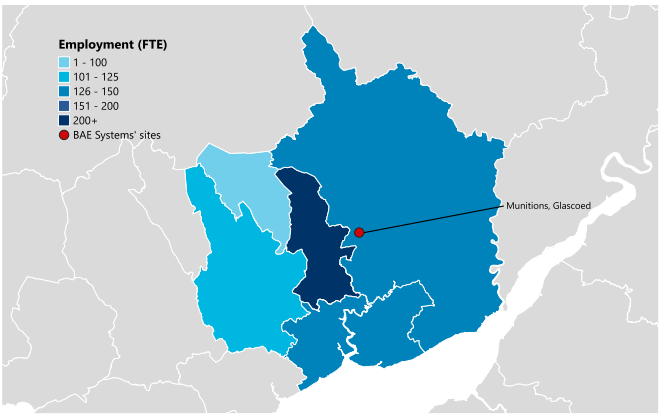 Employment (FTE)
1 - 100
101 - 125
126 - 150
151 - 200
200+
BAE Systems' sites
Munitions, Glascoed